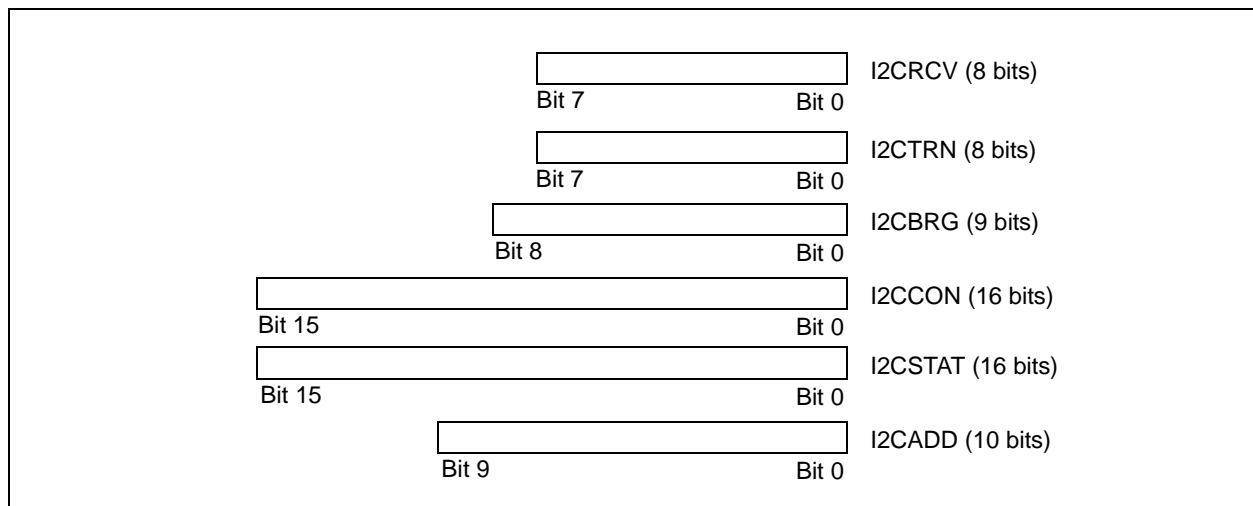 I2CRCV (8 bits)
Bit 7 Bit 0
I2CTRN (8 bits)
Bit 7 Bit 0
I2CBRG (9 bits)
Bit 8 Bit 0
I2CCON (16 bits)
Bit 15 Bit 0
I2CSTAT (16 bits)
Bit 15 Bit 0
I2CADD (10 bits)
Bit 9 Bit 0